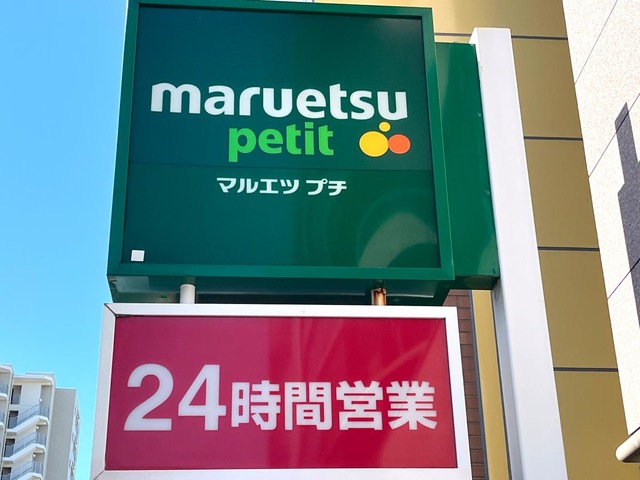 maruetsu
petit
マルエツ プチ
24時間営業